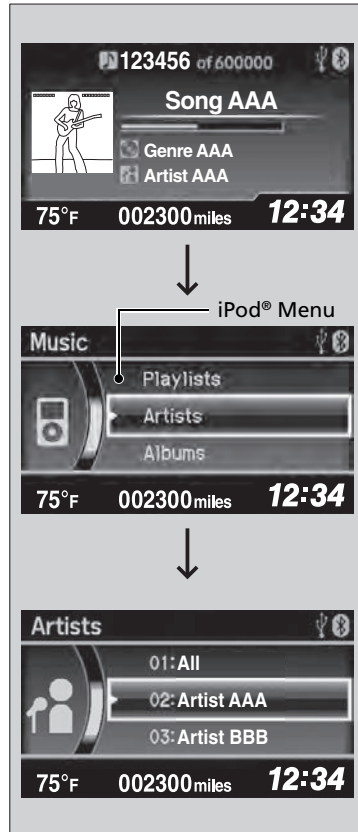 123456 of 600000
Song AAA
Genre AAA
Artist AAA
75°F 002300 miles 12:34
iPod® Menu
Music
Playlists
Artists
Albums
75°F 002300 miles 12:34
Artists
01:All
02:Artist AAA
03:Artist BBB
75°F 002300 miles 12:34